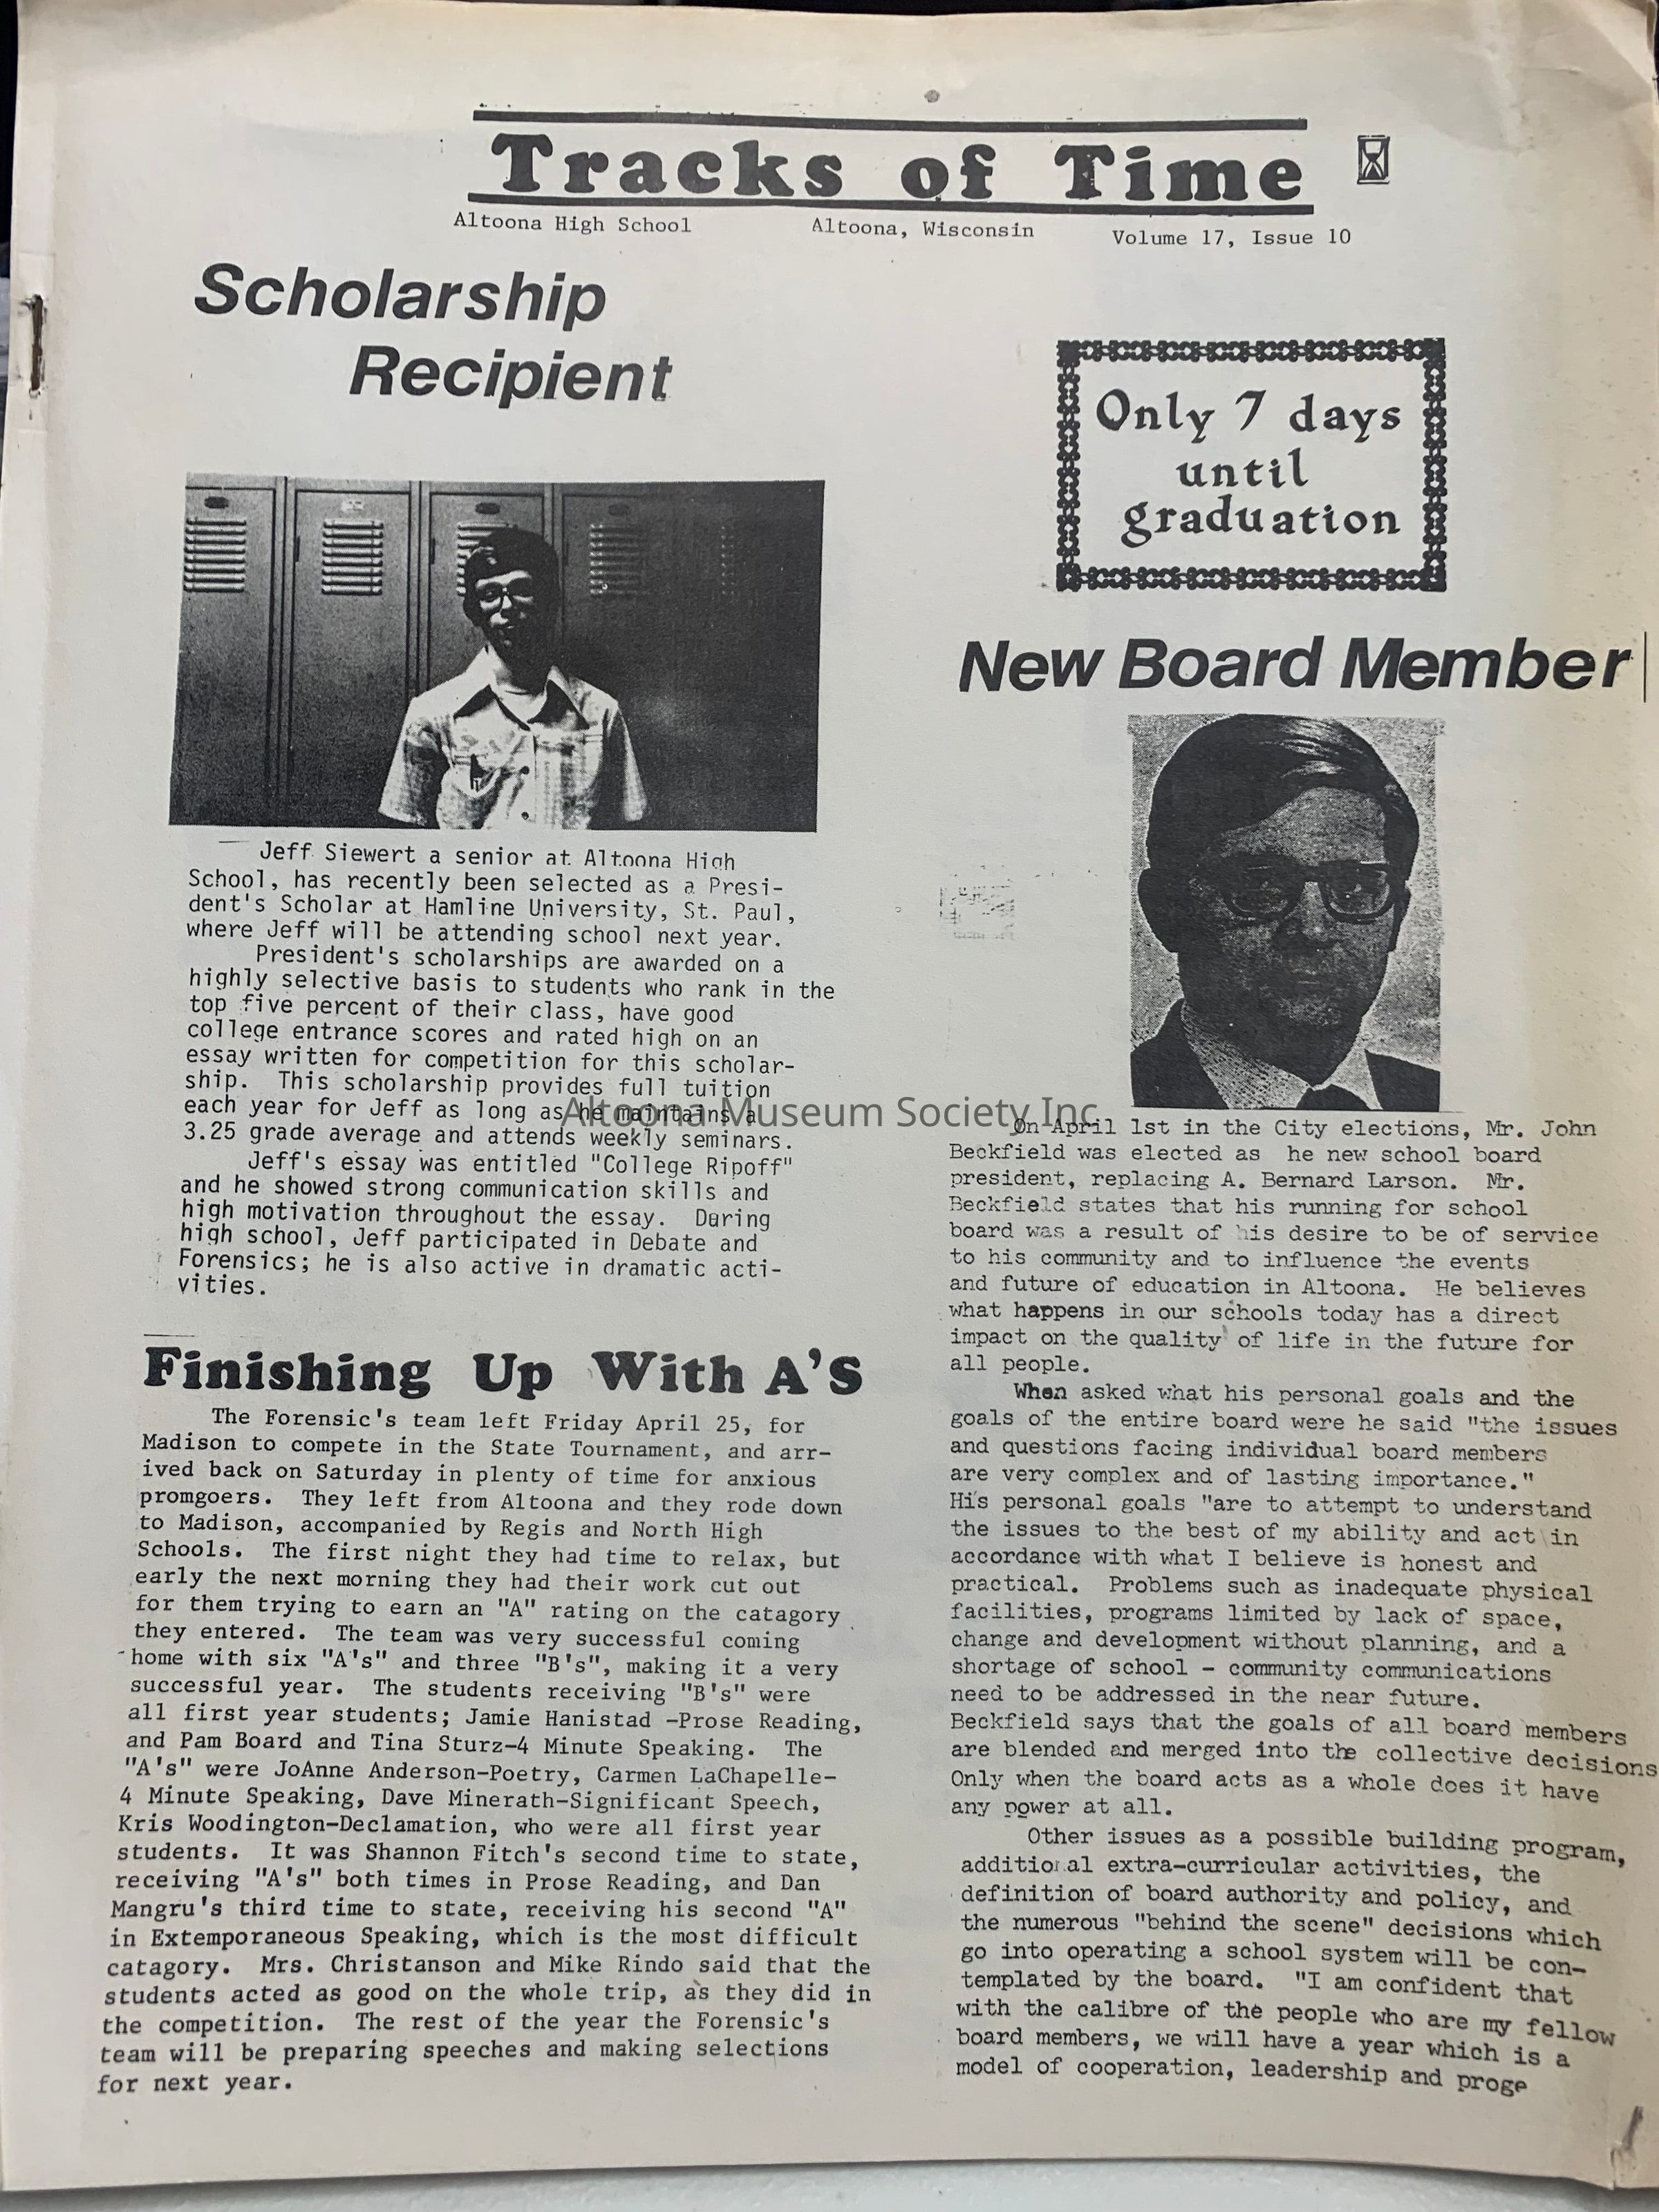 Tracks of Time
Altoona High School Altoona, Wisconsin Volume 17, Issue 10
Scholarship
Recipient
Jeff Siewert a senior at Altoona High
School, has recently been selected as a Presi-
dent's Scholar at Hamline University, St. Paul,
where Jeff will be attending school next year.
President's scholarships are awarded on a
highly selective basis to students who rank in the
top five percent of their class, have good
college entrance scores and rated high on an
essay written for competition for this scholar-
ship. This scholarship provides full tuition
each year for Jeff as long as he maintains a
3.25 grade average and attends weekly seminars.
Jeff's essay was entitled "College Ripoff"
and he showed strong communication skills and
high motivation throughout the essay. During
high school, Jeff participated in Debate and
Forensics; he is also active in dramatic acti-
vities.
Finishing Up With A'S
The Forensic's team left Friday April 25, for
Madison to compete in the State Tournament, and arr-
ived back on Saturday in plenty of time for anxious
promgoers. They left from Altoona and they rode down
to Madison, accompanied by Regis and North High
Schools. The first night they had time to relax, but
early the next morning they had their work cut out
for them trying to earn an "A" rating on the catagory
they entered. The team was very successful coming
home with six "A's" and three "B's", making it a very
successful year. The students receiving "B's" were
all first year students; Jamie Hanistad -Prose Reading,
and Pam Board and Tina Sturz-4 Minute Speaking. The
"A's" were JoAnne Anderson-Poetry, Carmen LaChapelle-
4 Minute Speaking, Dave Minerath-Significant Speech,
Kris Woodington-Declamation, who were all first year
students. It was Shannon Fitch's second time to state,
receiving "A's" both times in Prose Reading, and Dan
Mangru's third time to state, receiving his second "A"
in Extemporaneous Speaking, which is the most difficult
catagory. Mrs. Christanson and Mike Rindo said that the
students acted as good on the whole trip, as they did in
the competition. The rest of the year the Forensic's
team will be preparing speeches and making selections
for next year.
Only 7 days
until
graduation
New Board Member
On April 1st in the City elections, Mr. John
Beckfield was elected as he new school board
president, replacing A. Bernard Larson. Mr.
Beckfield states that his running for school
board was a result of his desire to be of service
to his community and to influence the events
and future of education in Altoona. He believes
what happens in our schools today has a direct
impact on the quality of life in the future for
all people.
When asked what his personal goals and the
goals of the entire board were he said "the issues
and questions facing individual board members
are very complex and of lasting importance."
His personal goals "are to attempt to understand
the issues to the best of my ability and act in
accordance with what I believe is honest and
practical. Problems such as inadequate physical
facilities, programs limited by lack of space,
change and development without planning, and a
shortage of school - community communications
need to be addressed in the near future.
Beckfield says that the goals of all board members
are blended and merged into the collective decisions
Only when the board acts as a whole does it have
any power at all.
Other issues as a possible building program,
additional extra-curricular activities, the
definition of board authority and policy, and
the numerous "behind the scene" decisions which
go into operating a school system will be con-
templated by the board. "I am confident that
with the calibre of the people who are my fellow
board members, we will have a year which is a
model of cooperation, leadership and proge
Altoona Museum Society Inc